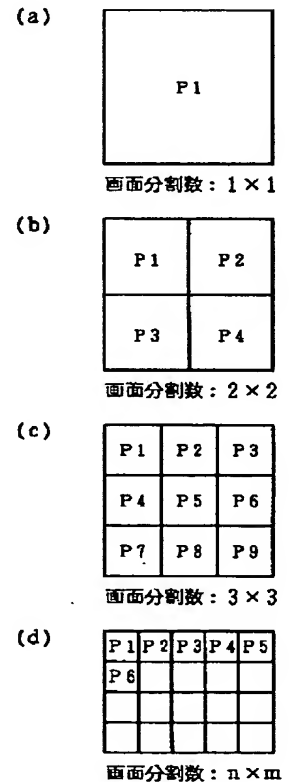 (a)
P1
画面分割数：1×1
(b)
P1 P2
P3 P4
画面分割数：2×2
(c)
P1 P2 P3
P4 P5 P6
P7 P8 P9
画面分割数：3×3
(d)
P1 P2 P3 P4 P5
P6
画面分割数：n×m